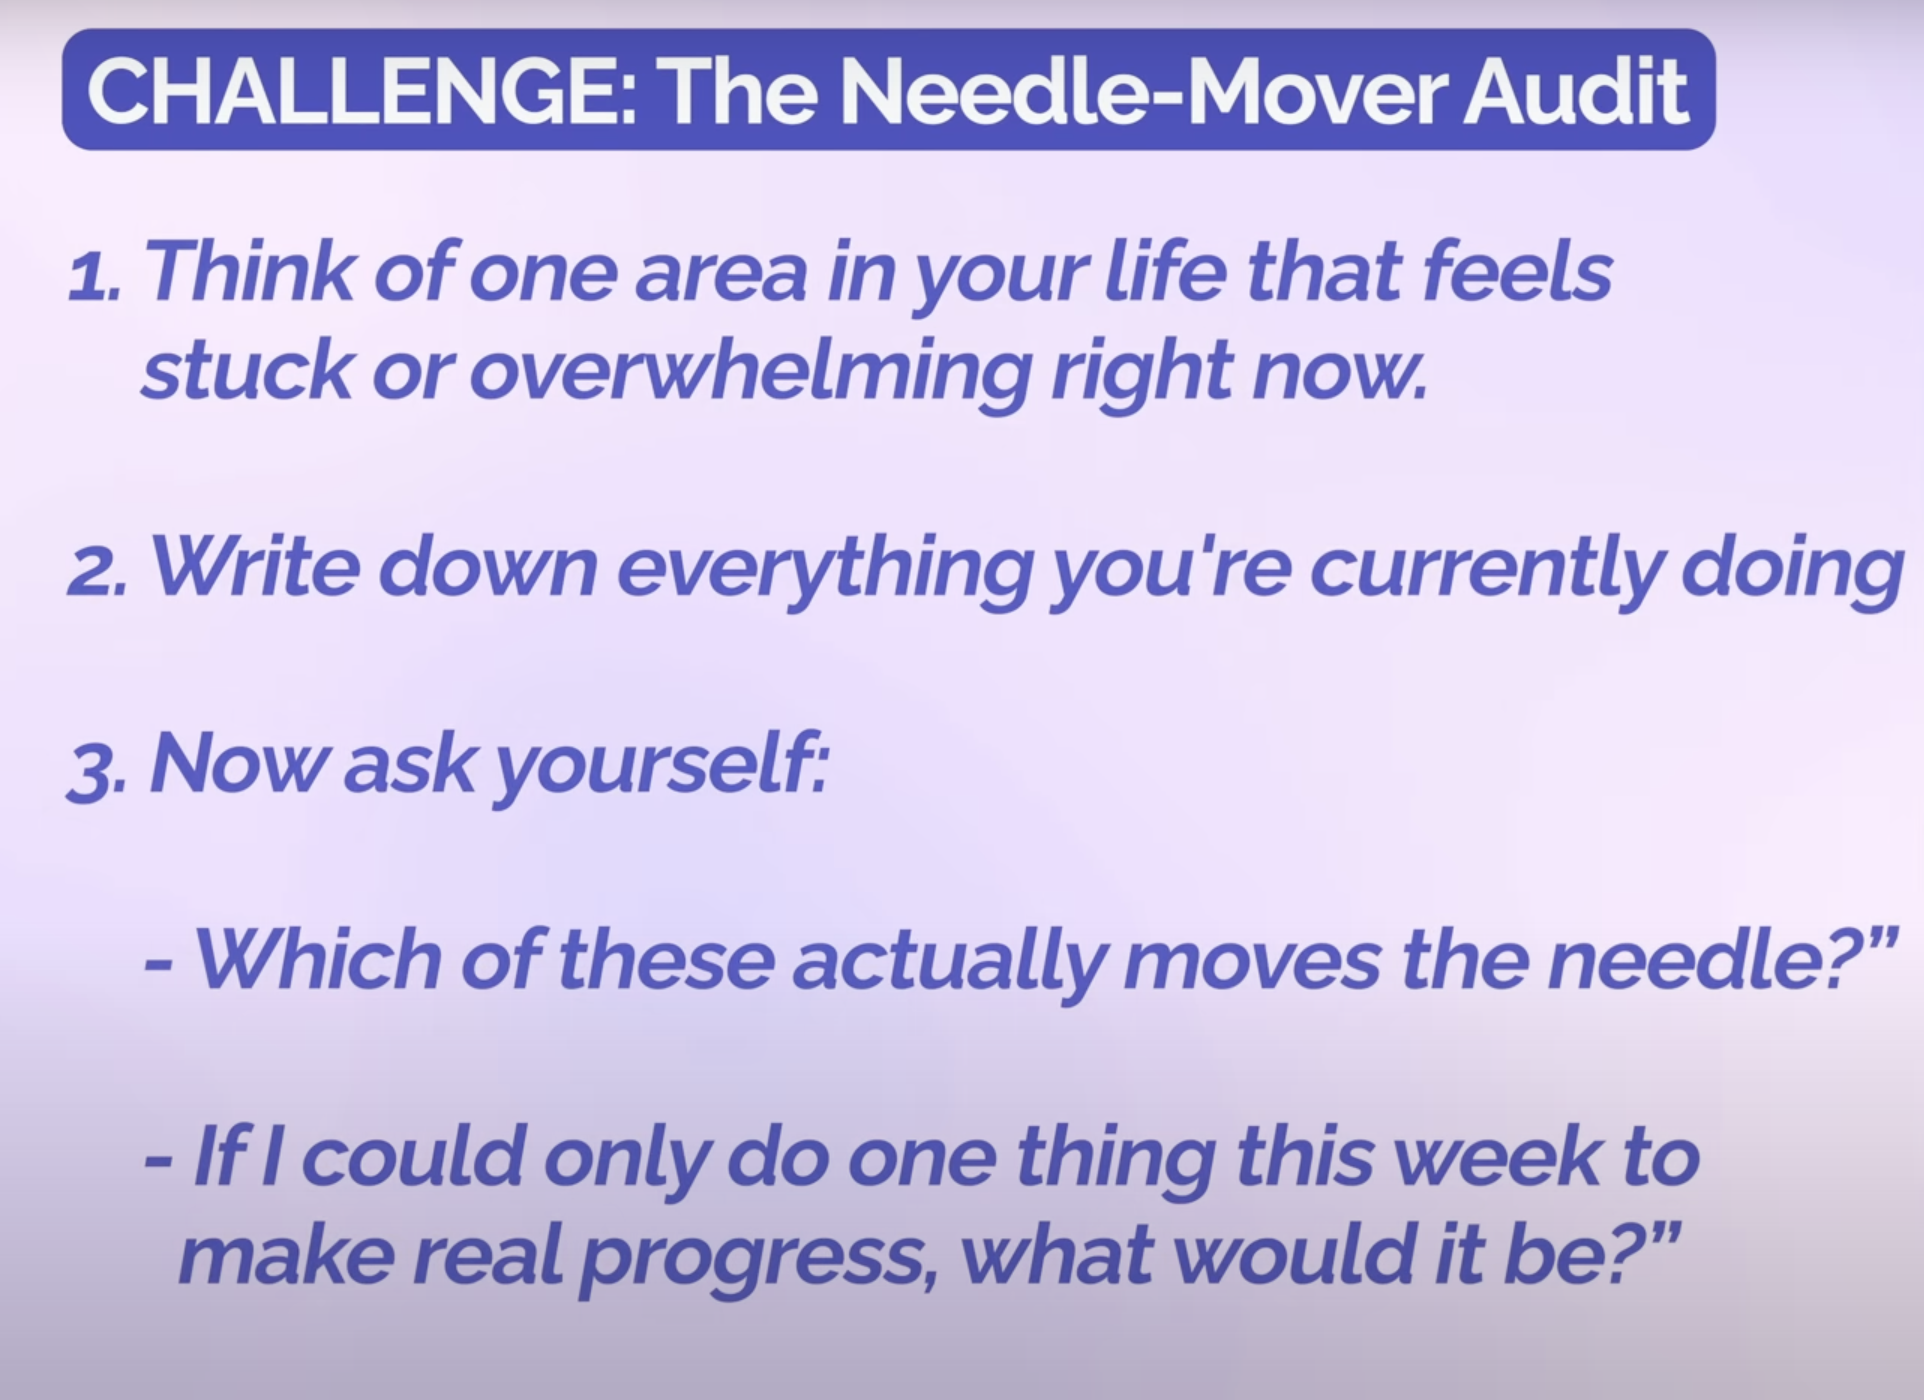 CHALLENGE: The Needle-Mover Audit
1. Think of one area in your life that feels
stuck or overwhelming right now.
2. Write down everything you're currently doing
3. Now ask yourself:
- Which of these actually moves the needle?”
- If I could only do one thing this week to
make real progress, what would it be?”